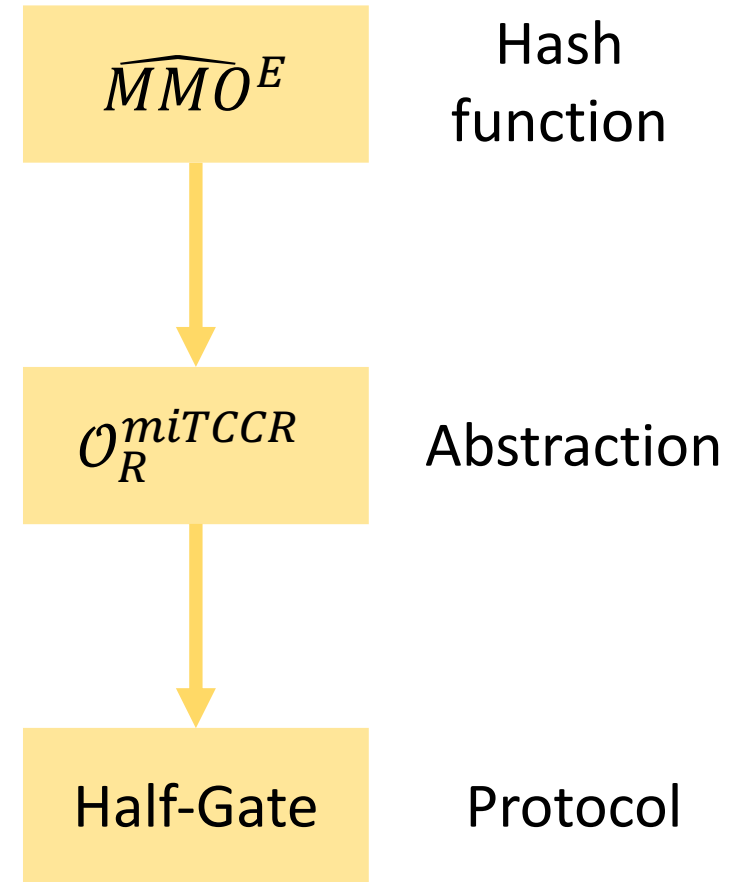 $\widehat{MMO}^E$
Hash
function
$\mathcal{O}_R^{miTCCR}$
Abstraction
Half-Gate
Protocol